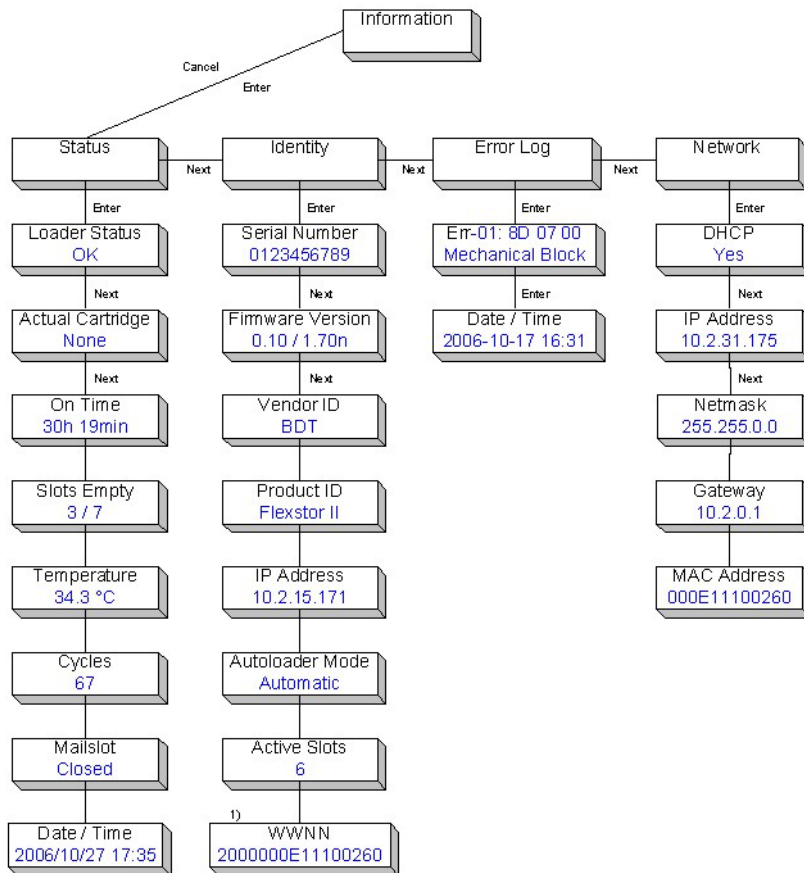 Information
Cancel
Enter
Status
Next
Identity
Next
Error Log
Next
Network
Enter
Enter
Enter
Enter
Loader Status
OK
Serial Number
0123456789
Err-01: 8D 07 00
Mechanical Block
DHCP
Yes
Next
Next
Enter
Next
Actual Cartridge
None
Firmware Version
0.10 / 1.70n
Date / Time
2006-10-17 16:31
IP Address
10.2.31.175
Next
Next
Next
On Time
30h 19min
Vendor ID
BDT
Netmask
255.255.0.0
Slots Empty
3 / 7
Product ID
Flexstor II
Gateway
10.2.0.1
Temperature
34.3 °C
IP Address
10.2.15.171
MAC Address
000E11100260
Cycles
67
Autoloader Mode
Automatic
Mailslot
Closed
Active Slots
6
1)
Date / Time
2006/10/27 17:35
WWNN
2000000E11100260